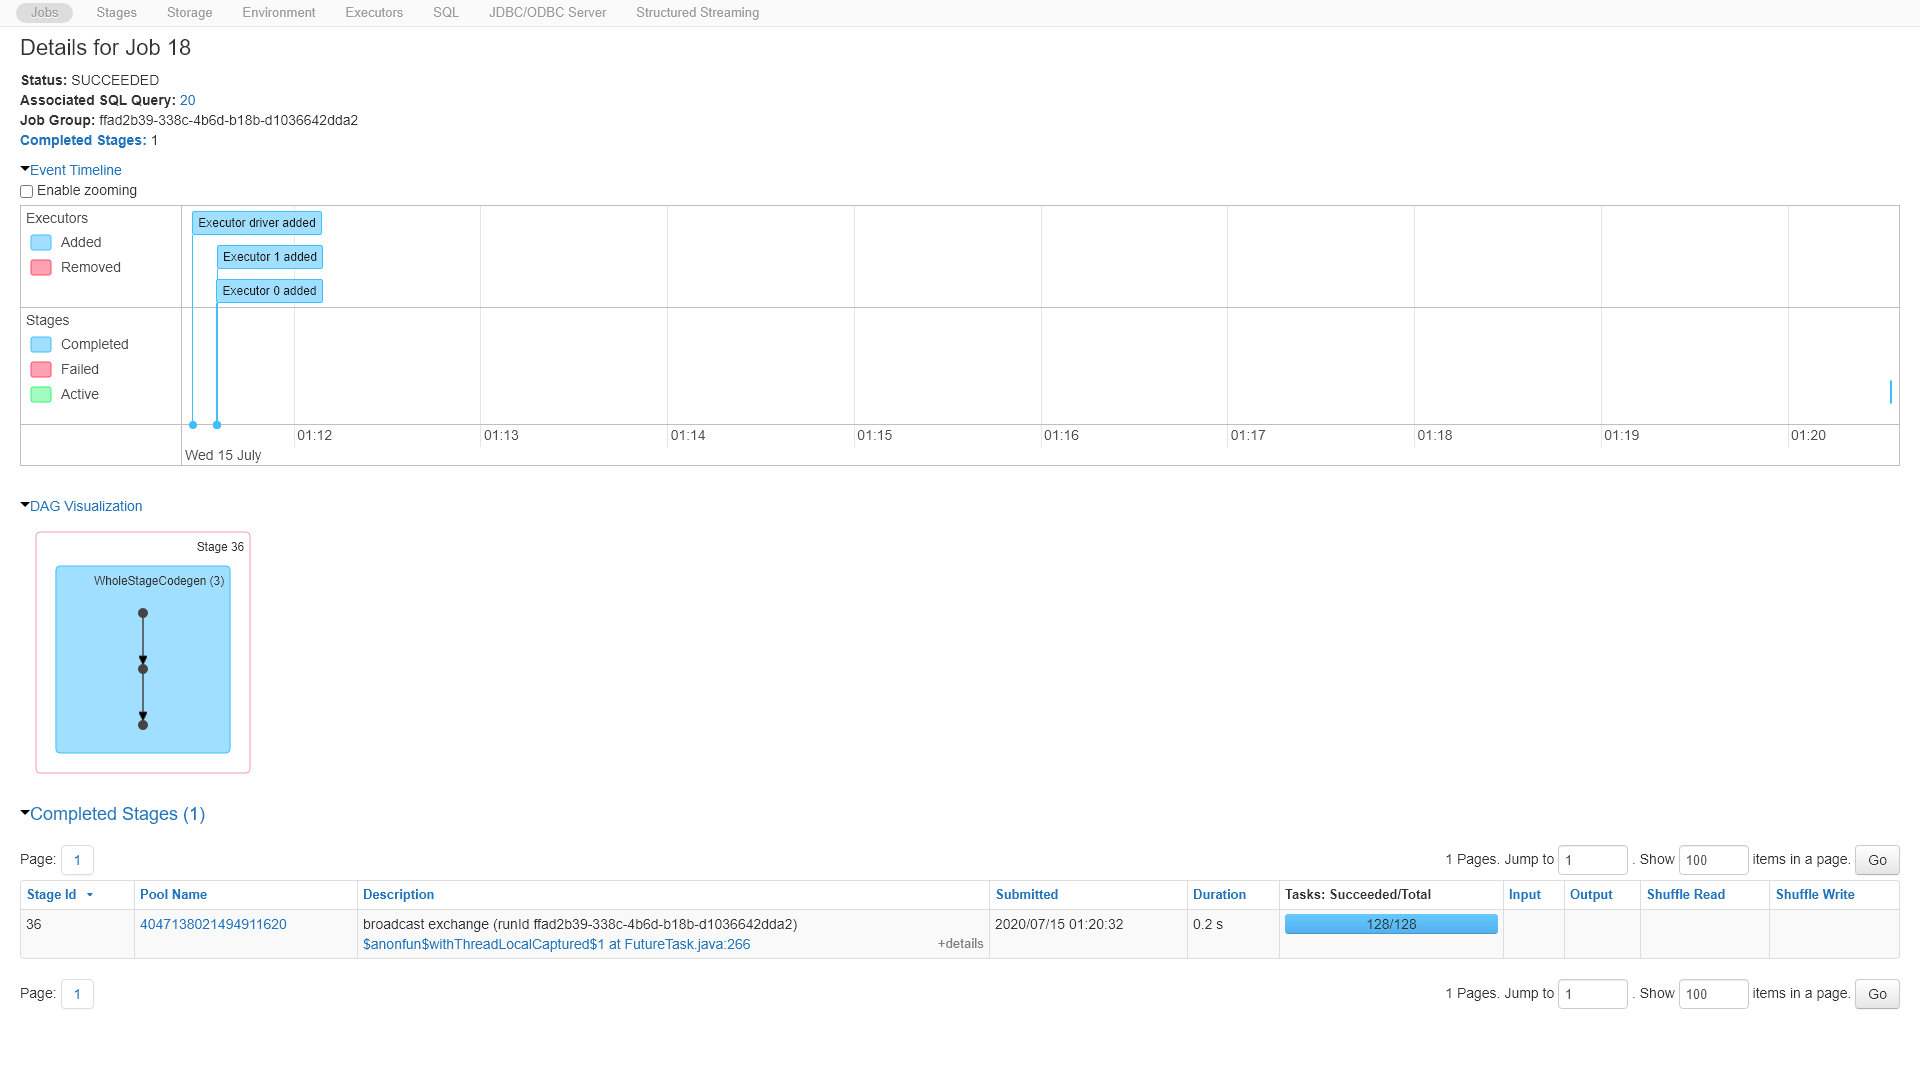 Jobs Stages Storage Environment Executors SQL JDBC/ODBC Server Structured Streaming
Details for Job 18
Status: SUCCEEDED
Associated SQL Query: 20
Job Group: ffad2b39-338c-4b6d-b18b-d1036642dda2
Completed Stages: 1
Event Timeline
Enable zooming
Executors
Added
Removed
Executor driver added
Executor 1 added
Executor 0 added
Stages
Completed
Failed
Active
01:12 01:13 01:14 01:15 01:16 01:17 01:18 01:19 01:20
Wed 15 July
DAG Visualization
Stage 36
WholeStageCodegen (3)
Completed Stages (1)
Page: 1 1 Pages. Jump to 1 . Show 100 items in a page. Go
Stage Id Pool Name Description Submitted Duration Tasks: Succeeded/Total Input Output Shuffle Read Shuffle Write
36 4047138021494911620 broadcast exchange (runId ffad2b39-338c-4b6d-b18b-d1036642dda2) 2020/07/15 01:20:32 0.2 s 128/128
$anonfun$withThreadLocalCaptured$1 at FutureTask.java:266 +details
Page: 1 1 Pages. Jump to 1 . Show 100 items in a page. Go